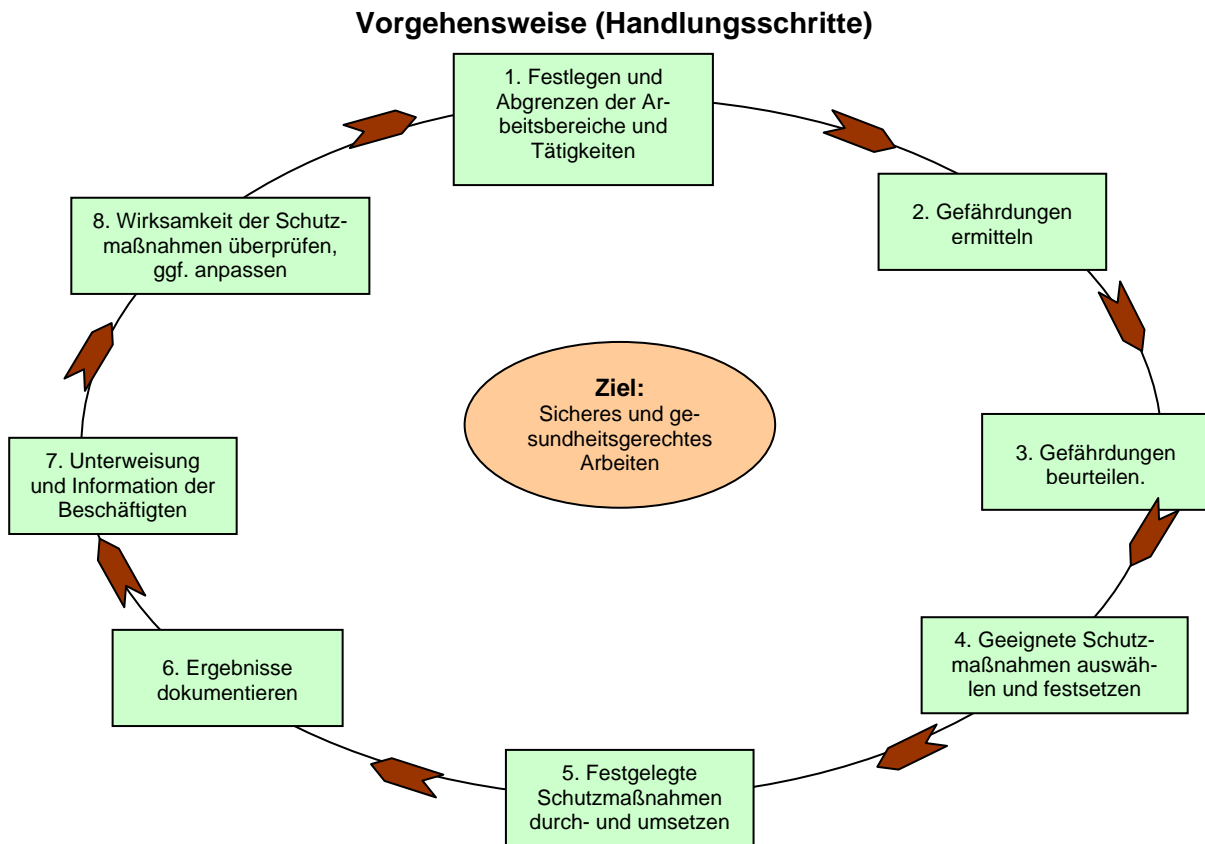 Vorgehensweise (Handlungsschritte)
1. Festlegen und
Abgrenzen der Ar-
beitsbereiche und
Tätigkeiten
2. Gefährdungen
ermitteln
3. Gefährdungen
beurteilen.
4. Geeignete Schutz-
maßnahmen auswäh-
len und festsetzen
5. Festgelegte
Schutzmaßnahmen
durch- und umsetzen
6. Ergebnisse
dokumentieren
7. Unterweisung
und Information der
Beschäftigten
8. Wirksamkeit der Schutz-
maßnahmen überprüfen,
ggf. anpassen
Ziel:
Sicheres und ge-
sundheitsgerechtes
Arbeiten